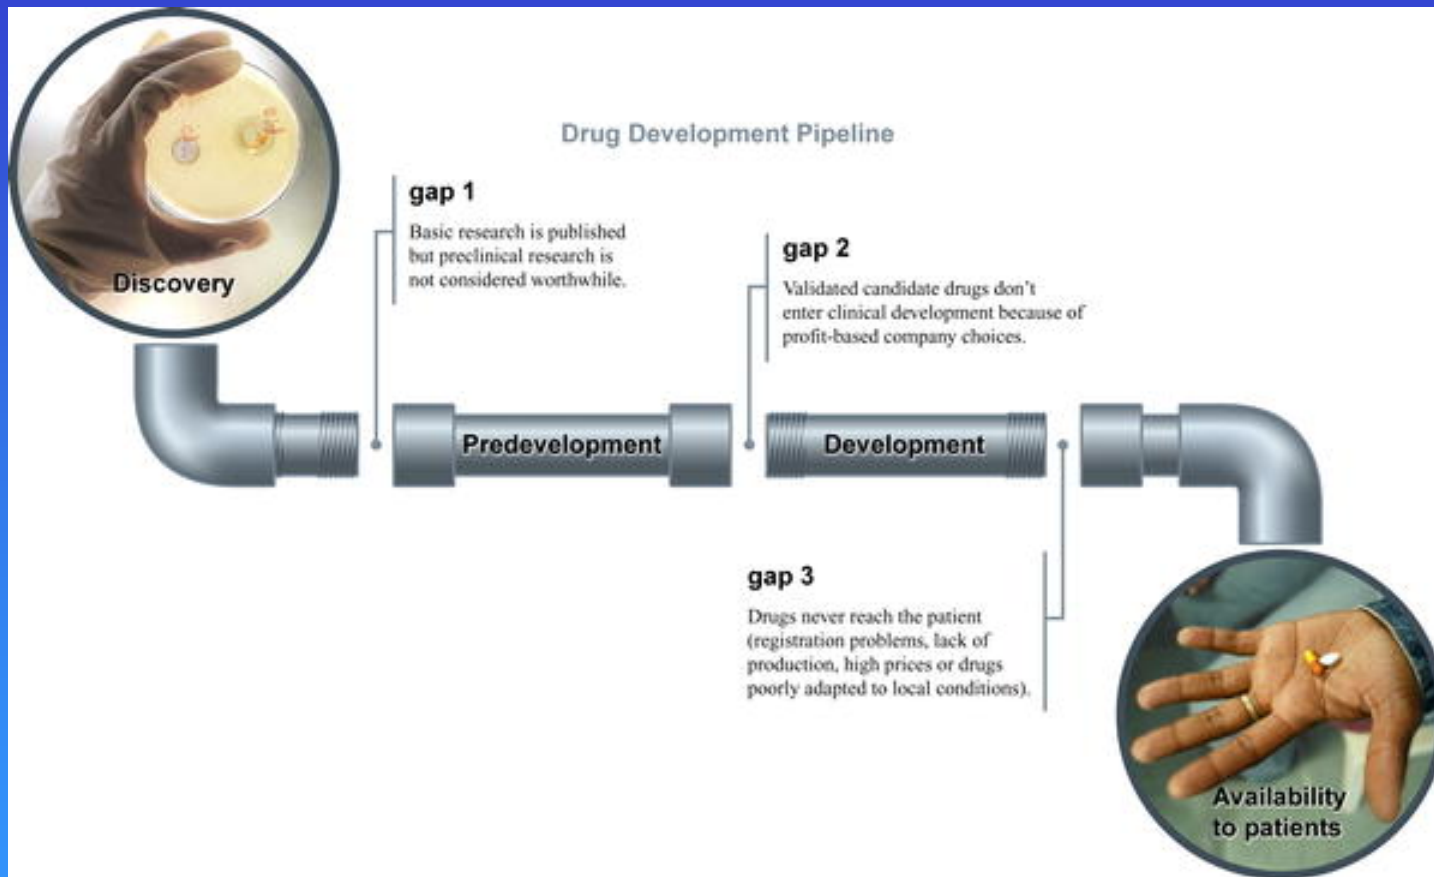 Drug Development Pipeline
Discovery
gap 1
Basic research is published
but preclinical research is
not considered worthwhile.
gap 2
Validated candidate drugs don't
enter clinical development because of
profit-based company choices.
Predevelopment
Development
gap 3
Drugs never reach the patient
(registration problems, lack of
production, high prices or drugs
poorly adapted to local conditions).
Availability
to patients